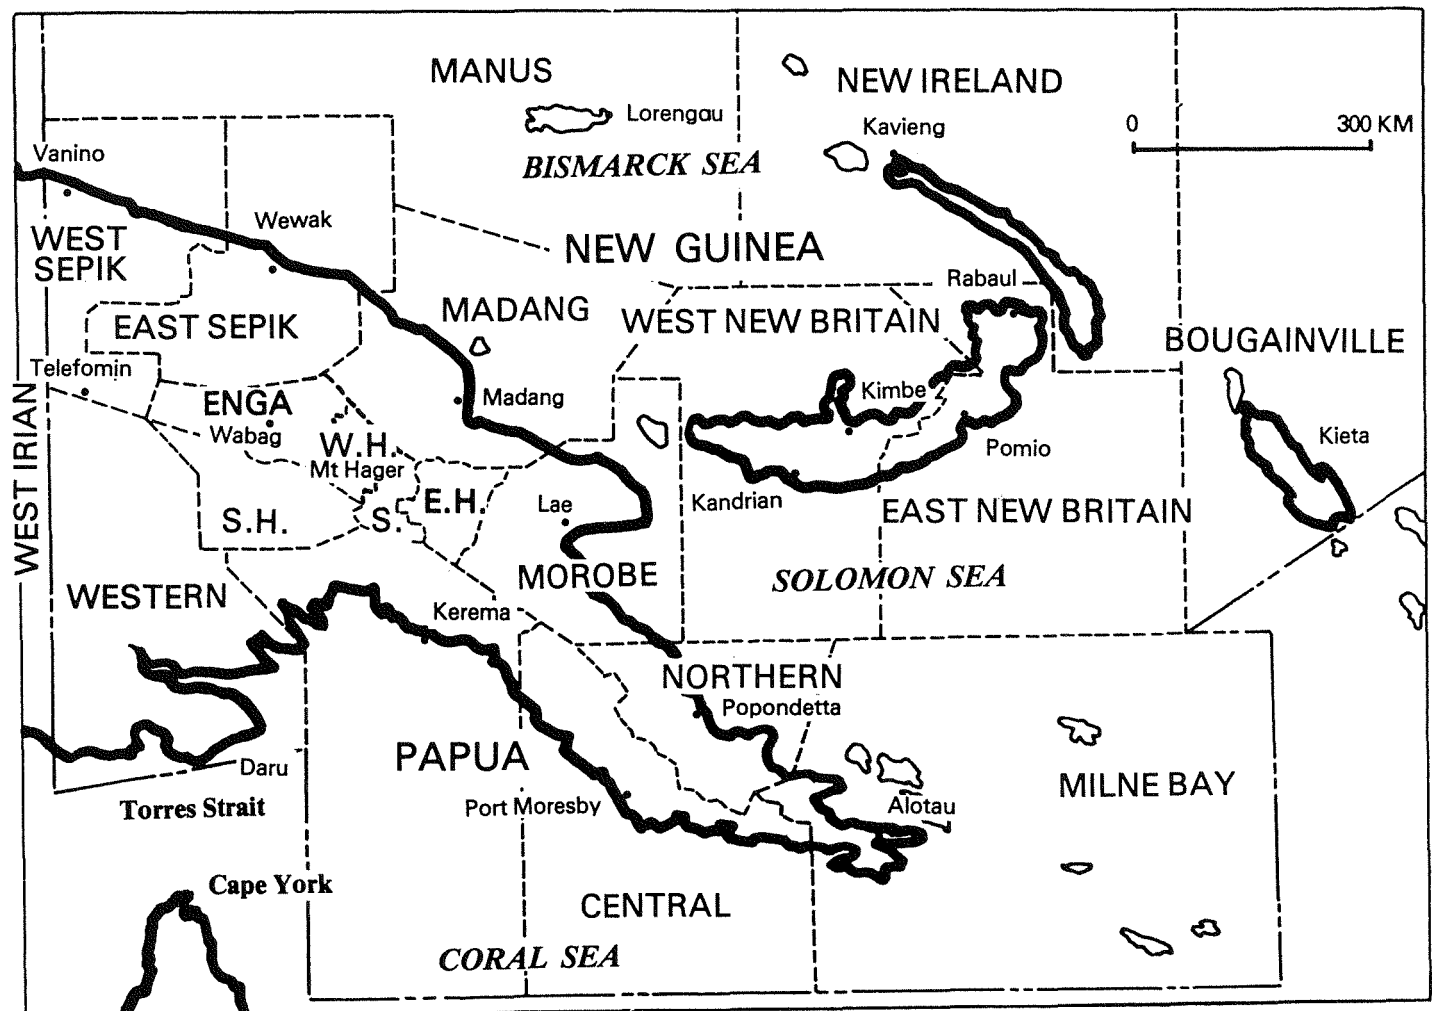 MANUS
NEW IRELAND
Lorengau
Kavieng
0 300 KM
Vanino
BISMARCK SEA
Wewak
WEST
SEPIK
NEW GUINEA
Rabaul
MADANG
EAST SEPIK
WEST NEW BRITAIN
BOUGAINVILLE
Telefomin
Madang
Kimbe
ENGA
Wabag
W.H.
Mt Hager
Kieta
Pomio
WEST IRIAN
S.H.
S.
E.H.
Lae
Kandrian
EAST NEW BRITAIN
MOROBE
SOLOMON SEA
WESTERN
Kerema
NORTHERN
Popondetta
PAPUA
Daru
MILNE BAY
Torres Strait
Port Moresby
Alotau
Cape York
CENTRAL
CORAL SEA